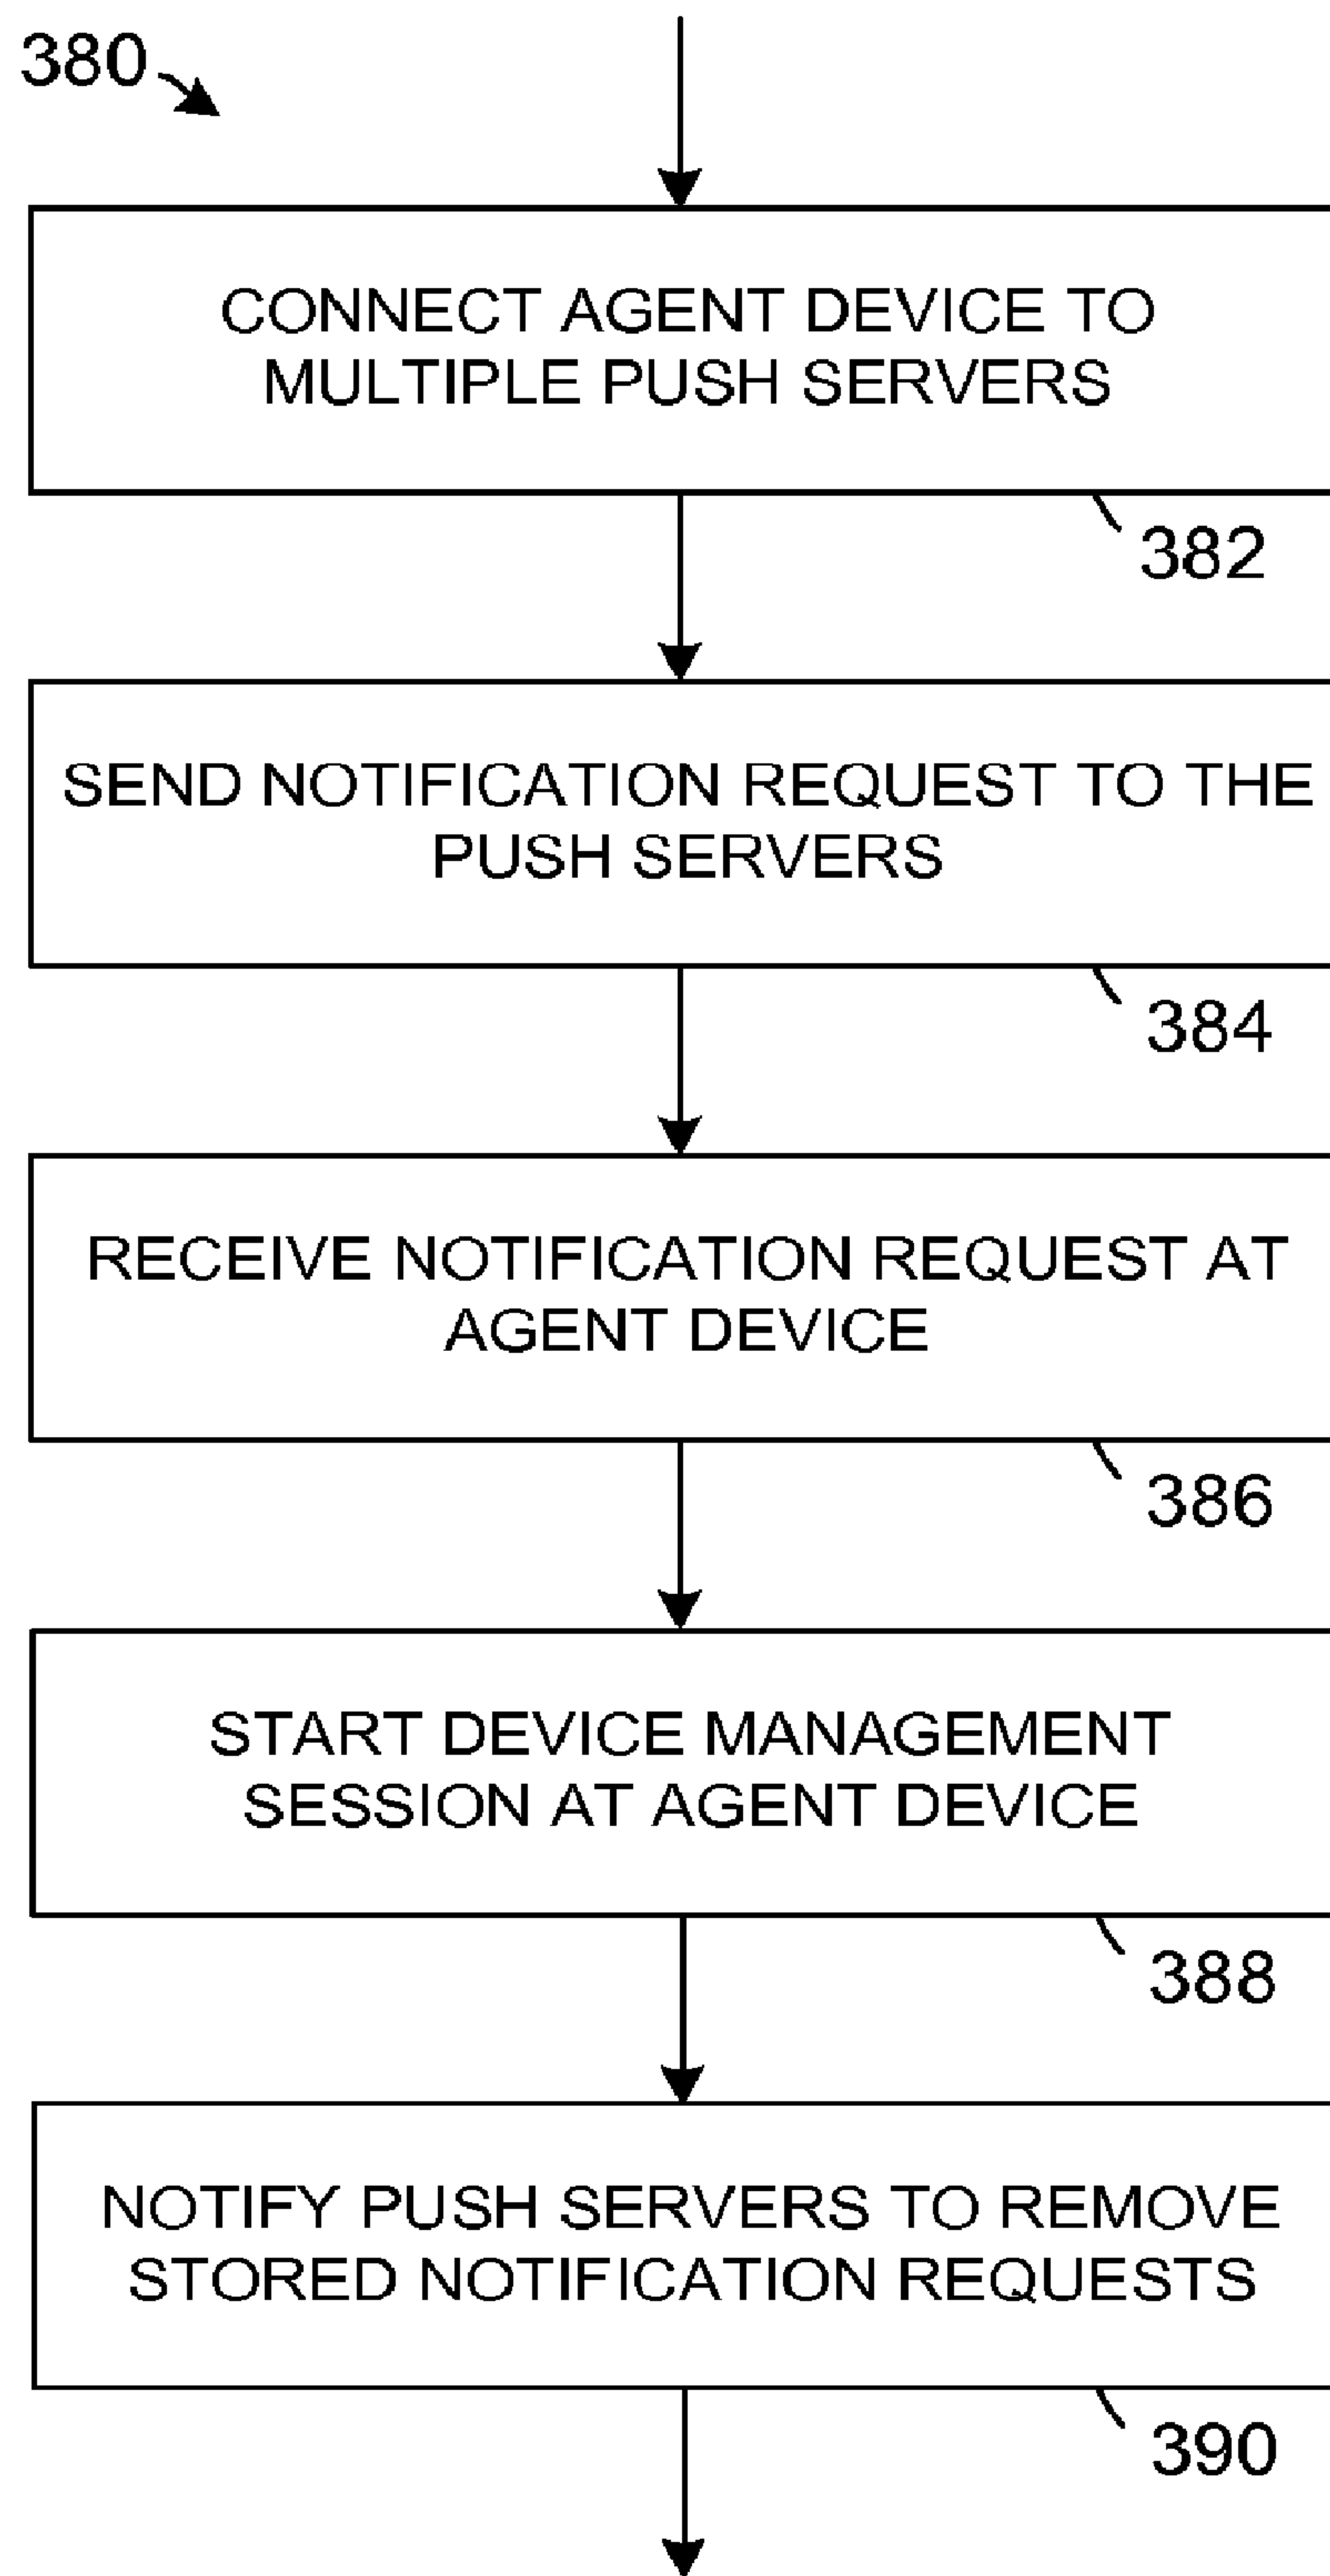 380
CONNECT AGENT DEVICE TO
MULTIPLE PUSH SERVERS
382
SEND NOTIFICATION REQUEST TO THE
PUSH SERVERS
384
RECEIVE NOTIFICATION REQUEST AT
AGENT DEVICE
386
START DEVICE MANAGEMENT
SESSION AT AGENT DEVICE
388
NOTIFY PUSH SERVERS TO REMOVE
STORED NOTIFICATION REQUESTS
390